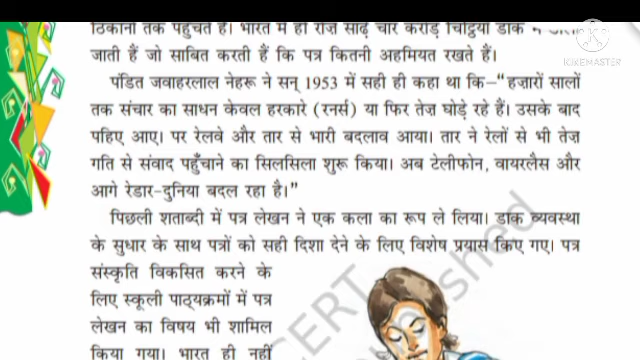 ठिकानों तक पहुंचते हैं। भारत में ही रोज़ साढ़े चार करोड़ चिट्ठियां डाक में
जाती हैं जो साबित करती हैं कि पत्र कितनी अहमियत रखते हैं।
पंडित जवाहरलाल नेहरू ने सन् 1953 में सही ही कहा था कि–“हज़ारों सालों
तक संचार का साधन केवल हरकारे (रनर्स) या फिर तेज़ घोड़े रहे हैं। उसके बाद
पहिए आए। पर रेलवे और तार से भारी बदलाव आया। तार ने रेलों से भी तेज़
गति से संवाद पहुँचाने का सिलसिला शुरू किया। अब टेलीफोन, वायरलैस और
आगे रेडार-दुनिया बदल रहा है।”
पिछली शताब्दी में पत्र लेखन ने एक कला का रूप ले लिया। डाक व्यवस्था
के सुधार के साथ पत्रों को सही दिशा देने के लिए विशेष प्रयास किए गए। पत्र
संस्कृति विकसित करने के
लिए स्कूली पाठ्यक्रमों में पत्र
लेखन का विषय भी शामिल
किया गया। भारत ही नहीं
KINEMASTER